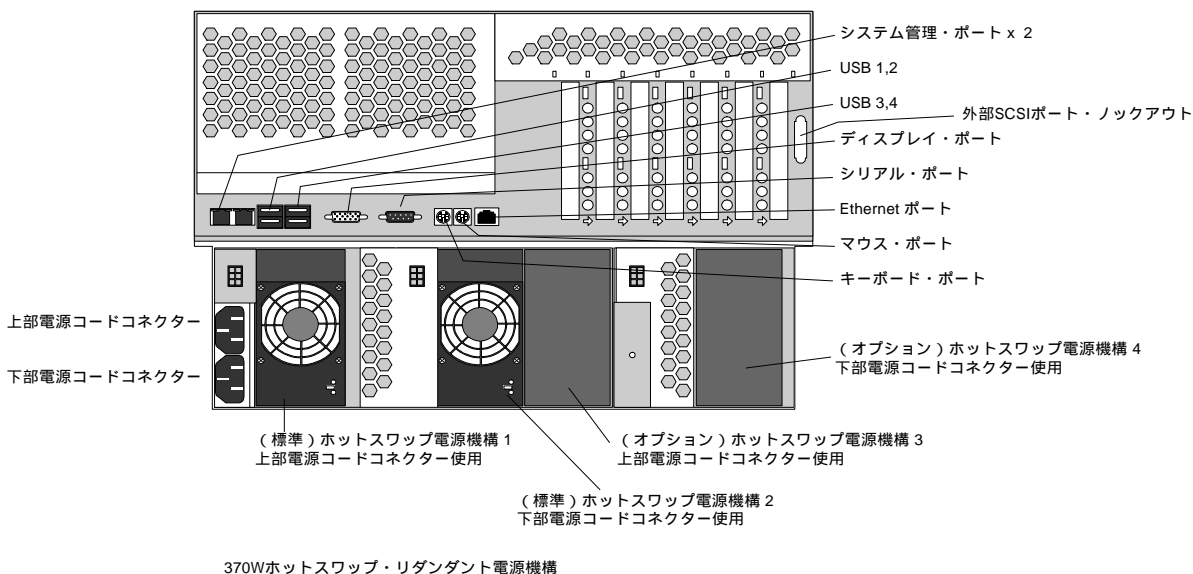 システム管理・ポート x 2
USB 1,2
USB 3,4
外部SCSIポート・ノックアウト
ディスプレイ・ポート
シリアル・ポート
Ethernet ポート
マウス・ポート
キーボード・ポート
上部電源コードコネクター
下部電源コードコネクター
（オプション）ホットスワップ電源機構 4
下部電源コードコネクター使用
（標準）ホットスワップ電源機構 1
上部電源コードコネクター使用
（オプション）ホットスワップ電源機構 3
上部電源コードコネクター使用
（標準）ホットスワップ電源機構 2
下部電源コードコネクター使用
370Wホットスワップ・リダンダント電源機構